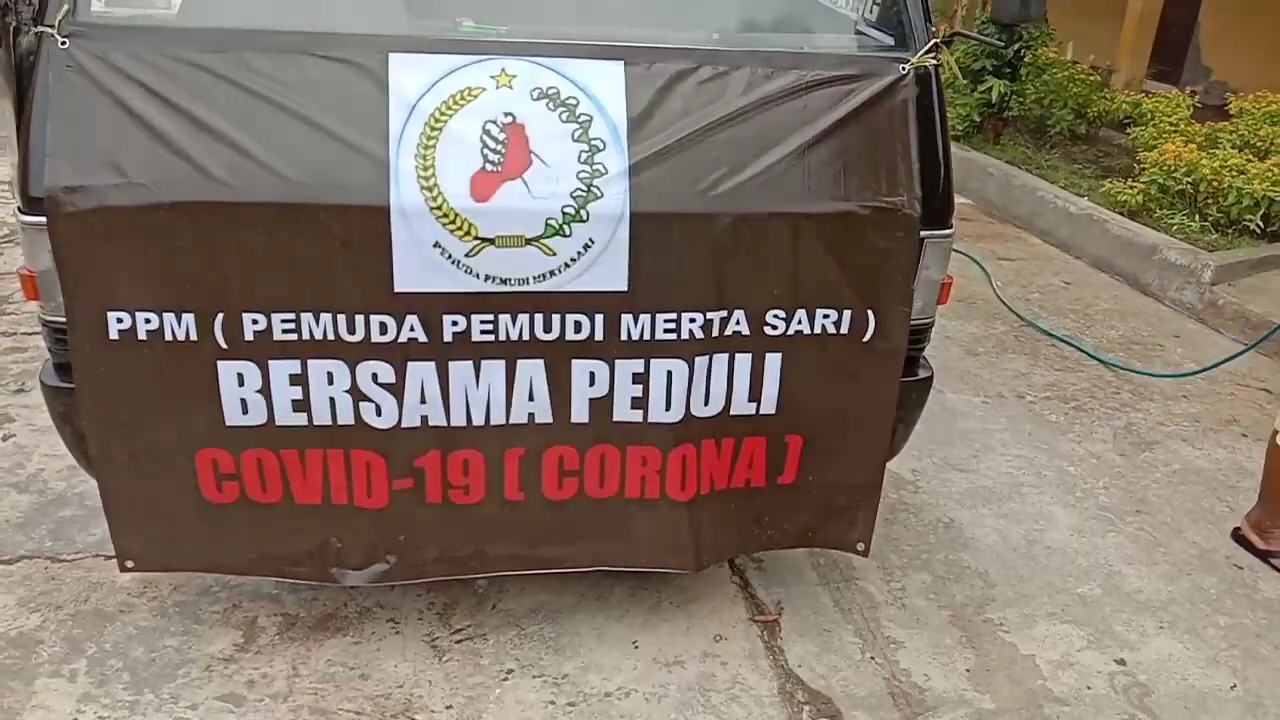 PEMUDA PEMUDI MERTASARI
PPM ( PEMUDA PEMUDI MERTA SARI )
BERSAMA PEDULI
COVID-19 ( CORONA )